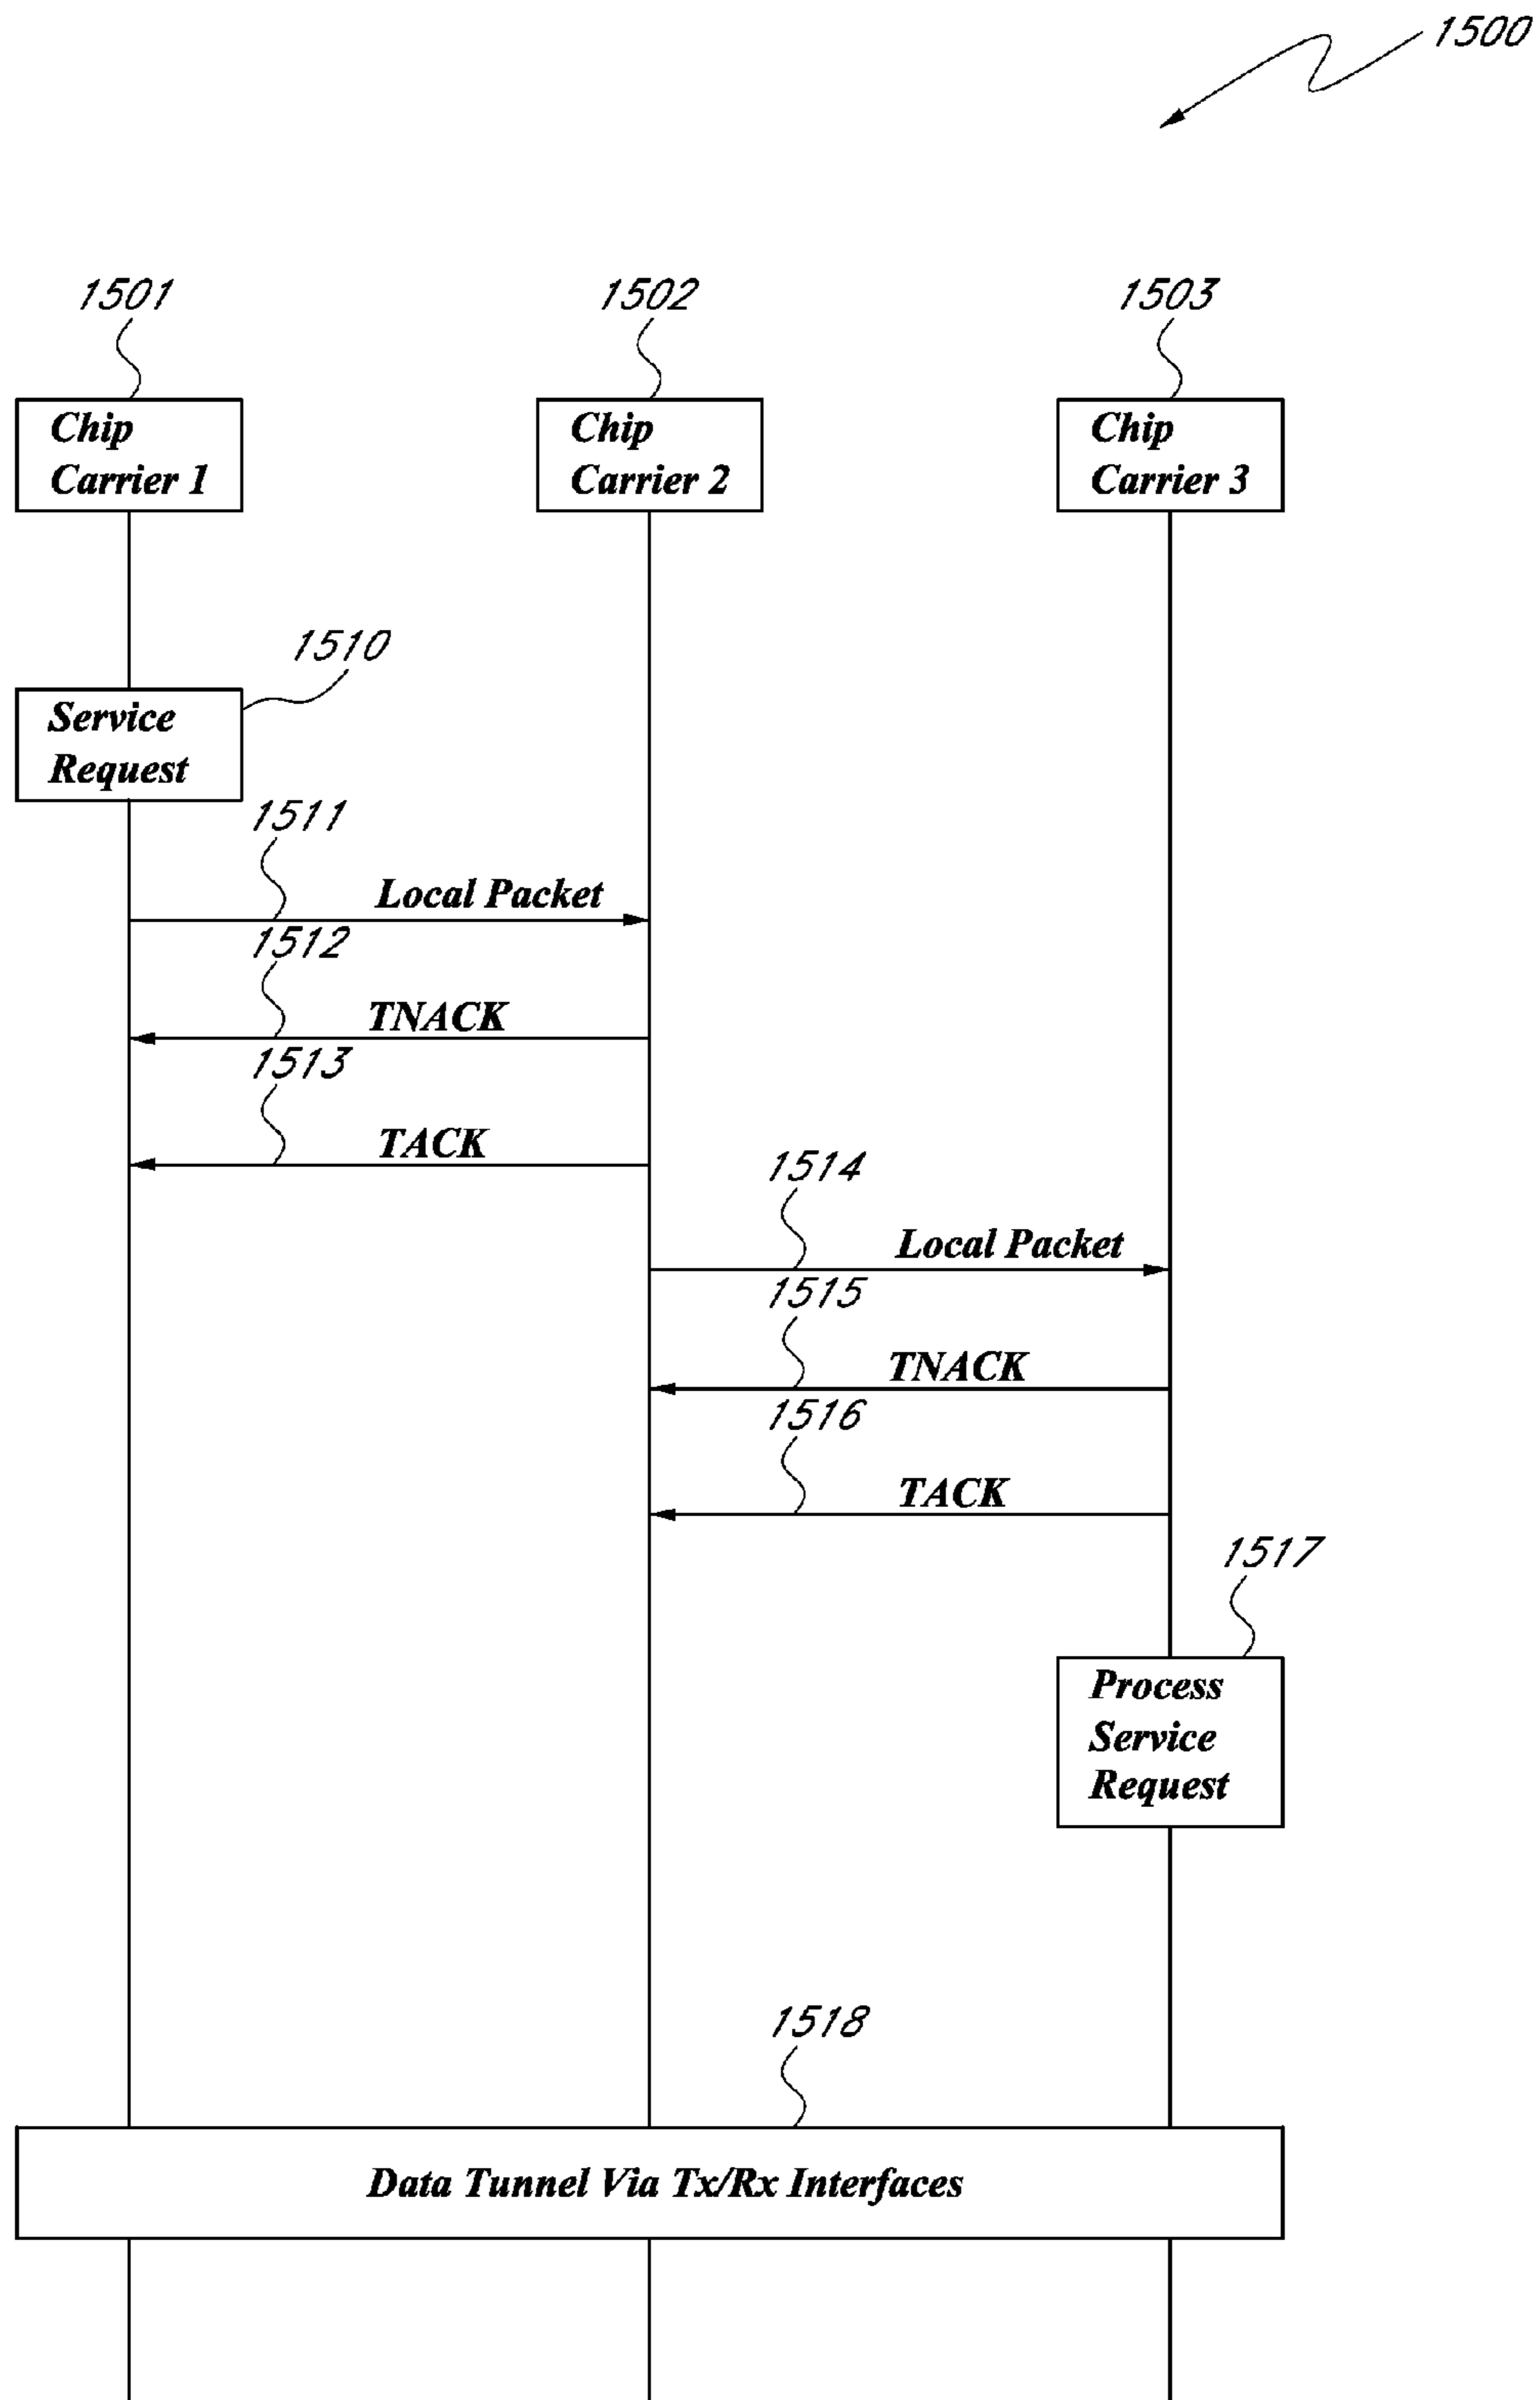 1500
1501
1502
1503
Chip
Carrier 1
Chip
Carrier 2
Chip
Carrier 3
1510
Service
Request
1511
Local Packet
1512
TNACK
1513
TACK
1514
Local Packet
1515
TNACK
1516
TACK
1517
Process
Service
Request
1518
Data Tunnel Via Tx/Rx Interfaces